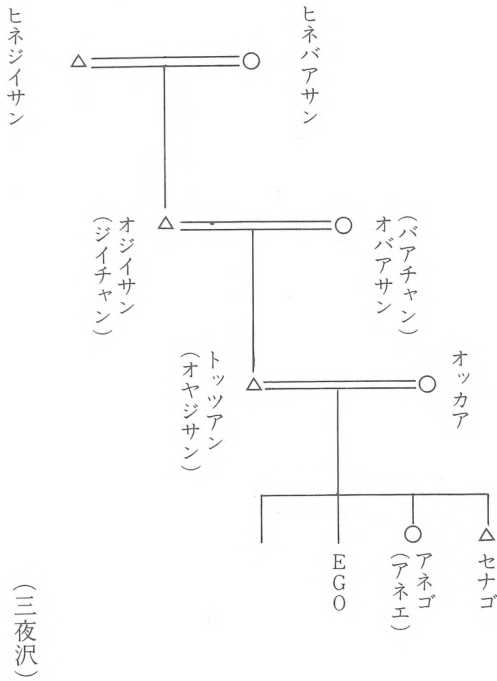 ヒネバアサン
ヒネジイサン
(バアチャン)
オバアサン
オジイサン
(ジイチャン)
オッカア
トッツアン
(オヤジサン)
セナゴ
アネゴ
(アネエ)
EGO
(三夜沢)